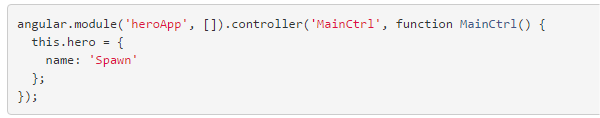 angular.module('heroApp', []).controller('MainCtrl', function MainCtrl() {
  this.hero = {
    name: 'Spawn'
  };
});